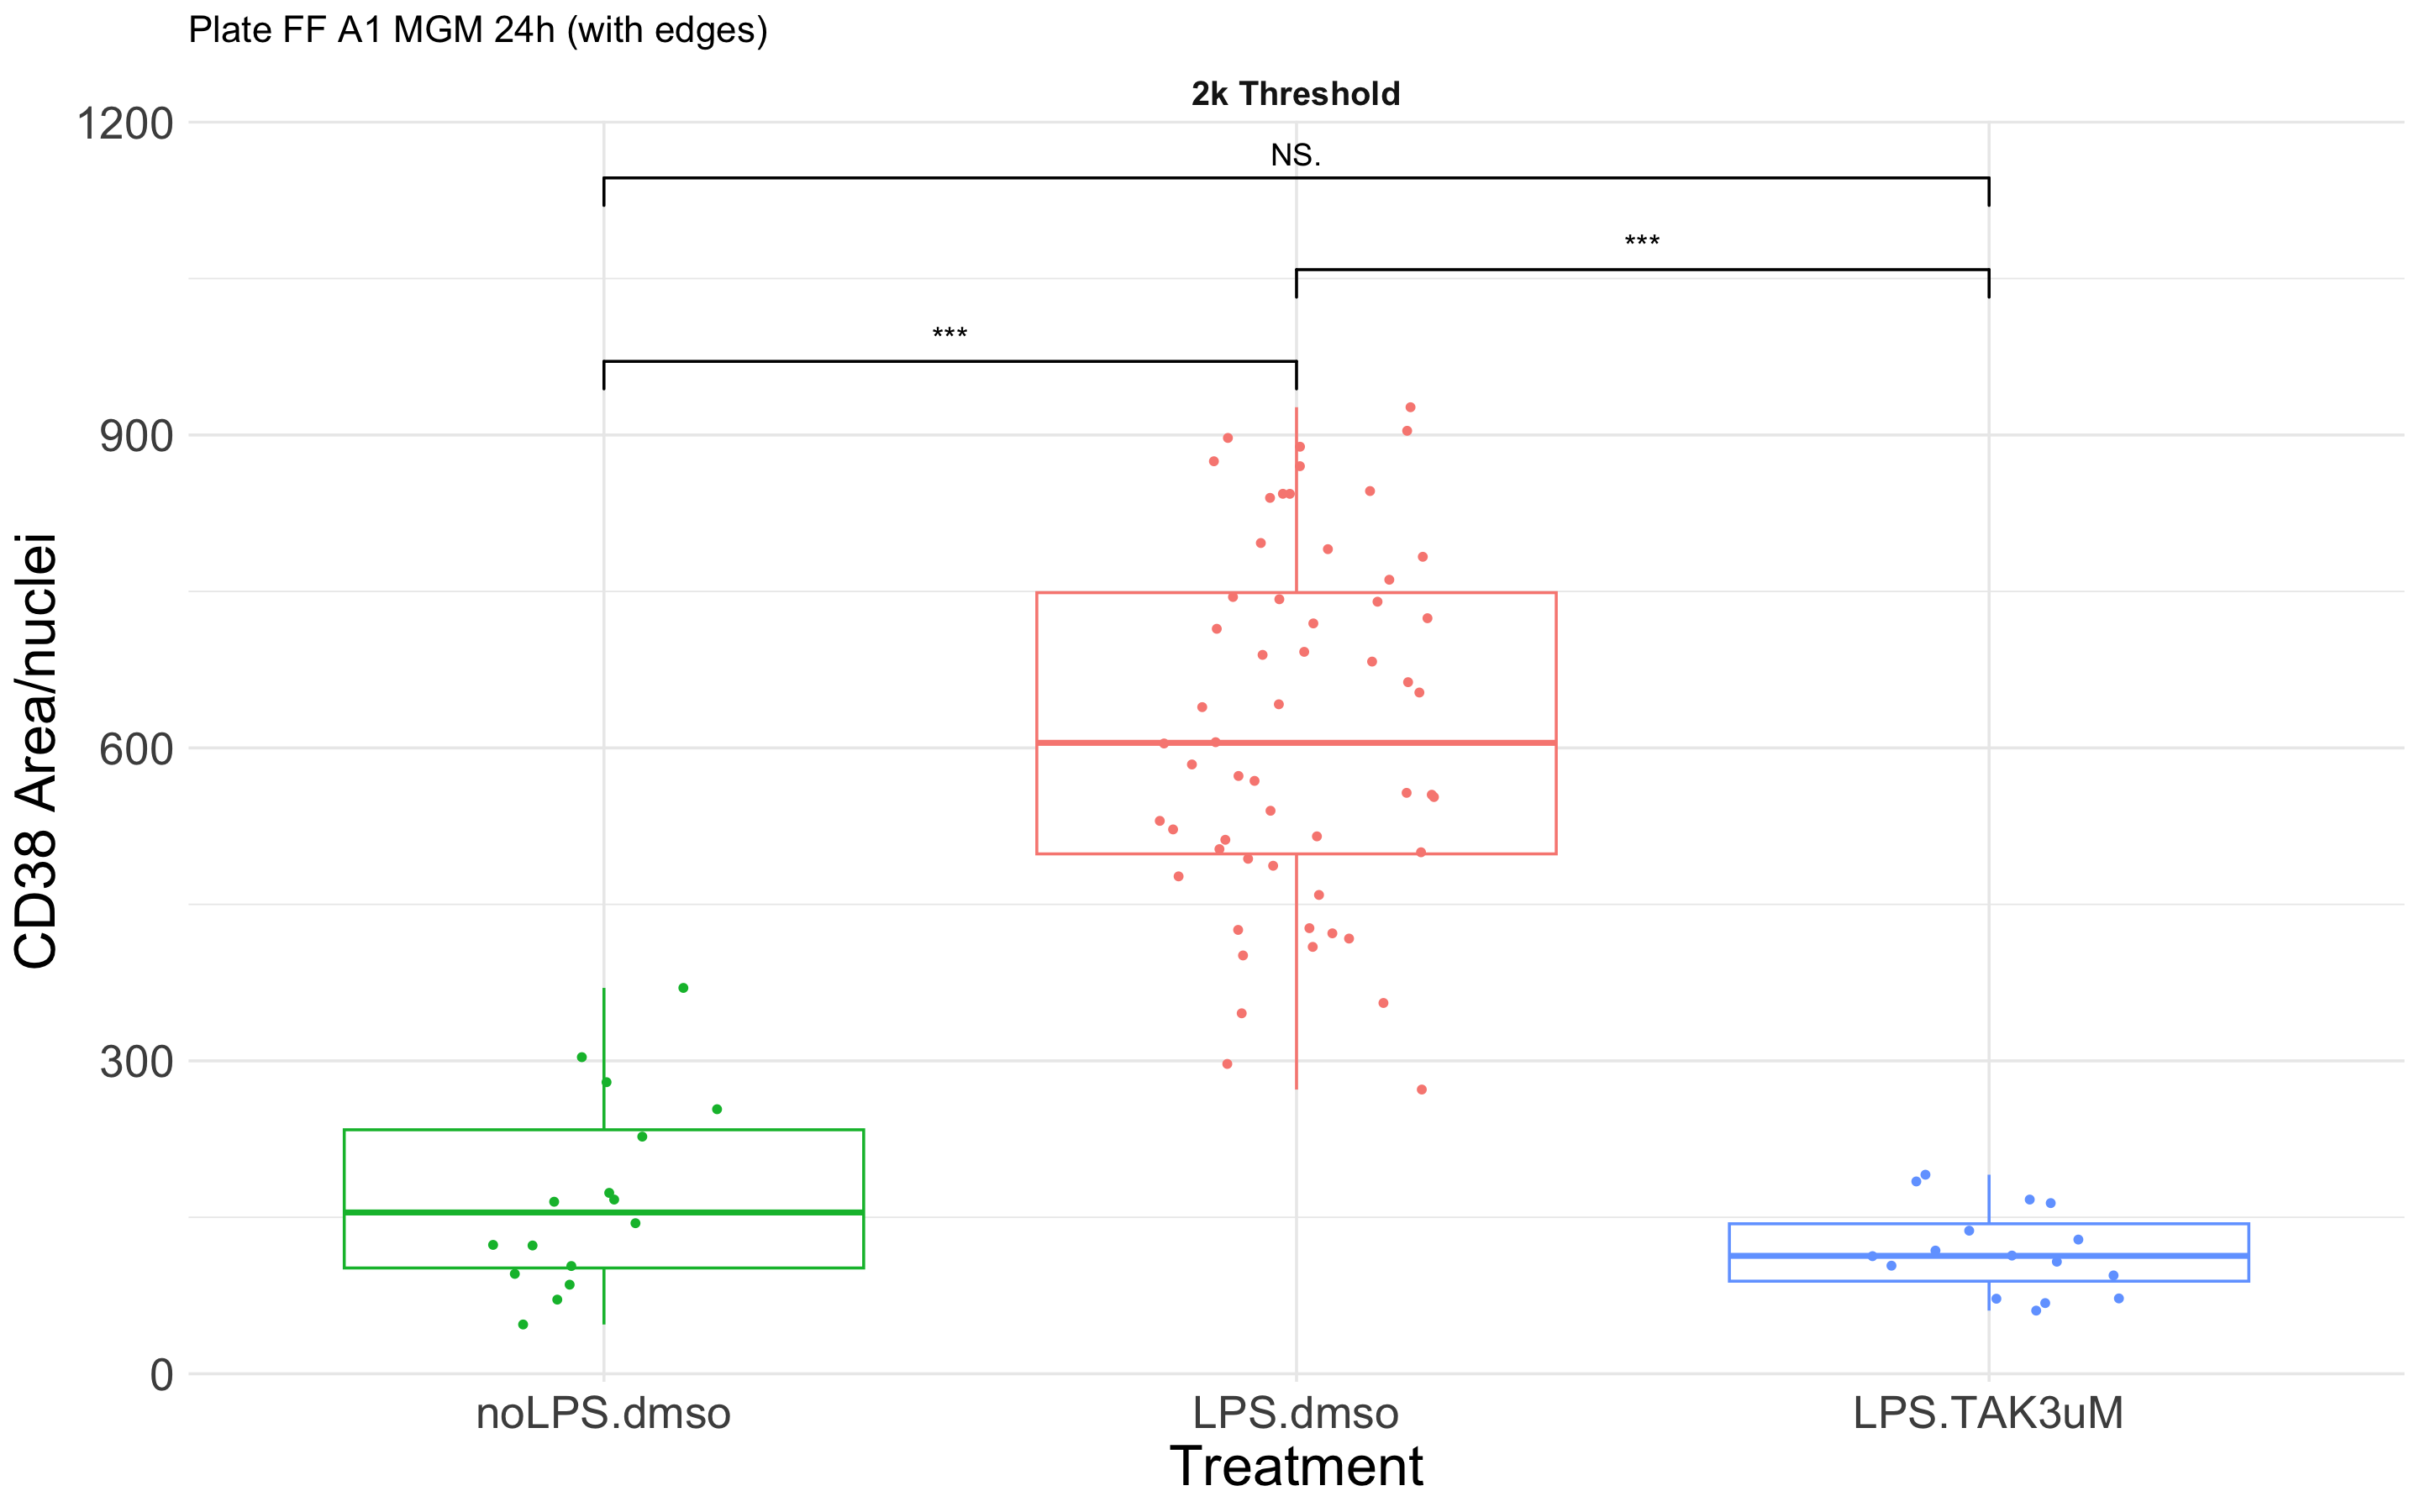 Plate FF A1 MGM 24h (with edges)
2k Threshold
1200
NS.
***
***
900
600
300
0
CD38 Area/nuclei
noLPS.dmso
LPS.dmso
LPS.TAK3uM
Treatment